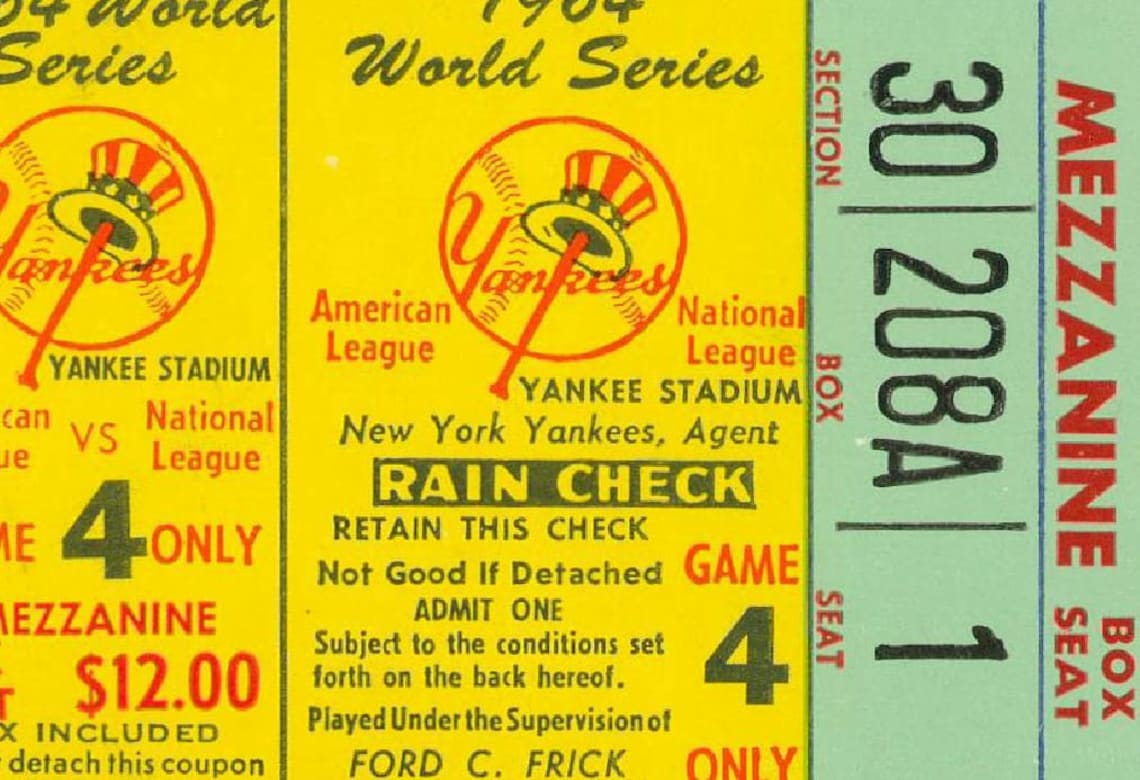 64 World
Series
Yankees
YANKEE STADIUM
VS National
League
4 ONLY
MEZZANINE
$12.00
INCLUDED
detach this coupon
1964
World Series
Yankees
American
League
National
League
YANKEE STADIUM
New York Yankees, Agent
RAIN CHECK
RETAIN THIS CHECK
Not Good If Detached
GAME
4
ONLY
ADMIT ONE
Subject to the conditions set
forth on the back hereof.
Played Under the Supervision of
FORD C. FRICK
SECTION
30
BOX
208A
SEAT
1
MEZZANINE
BOX
SEAT